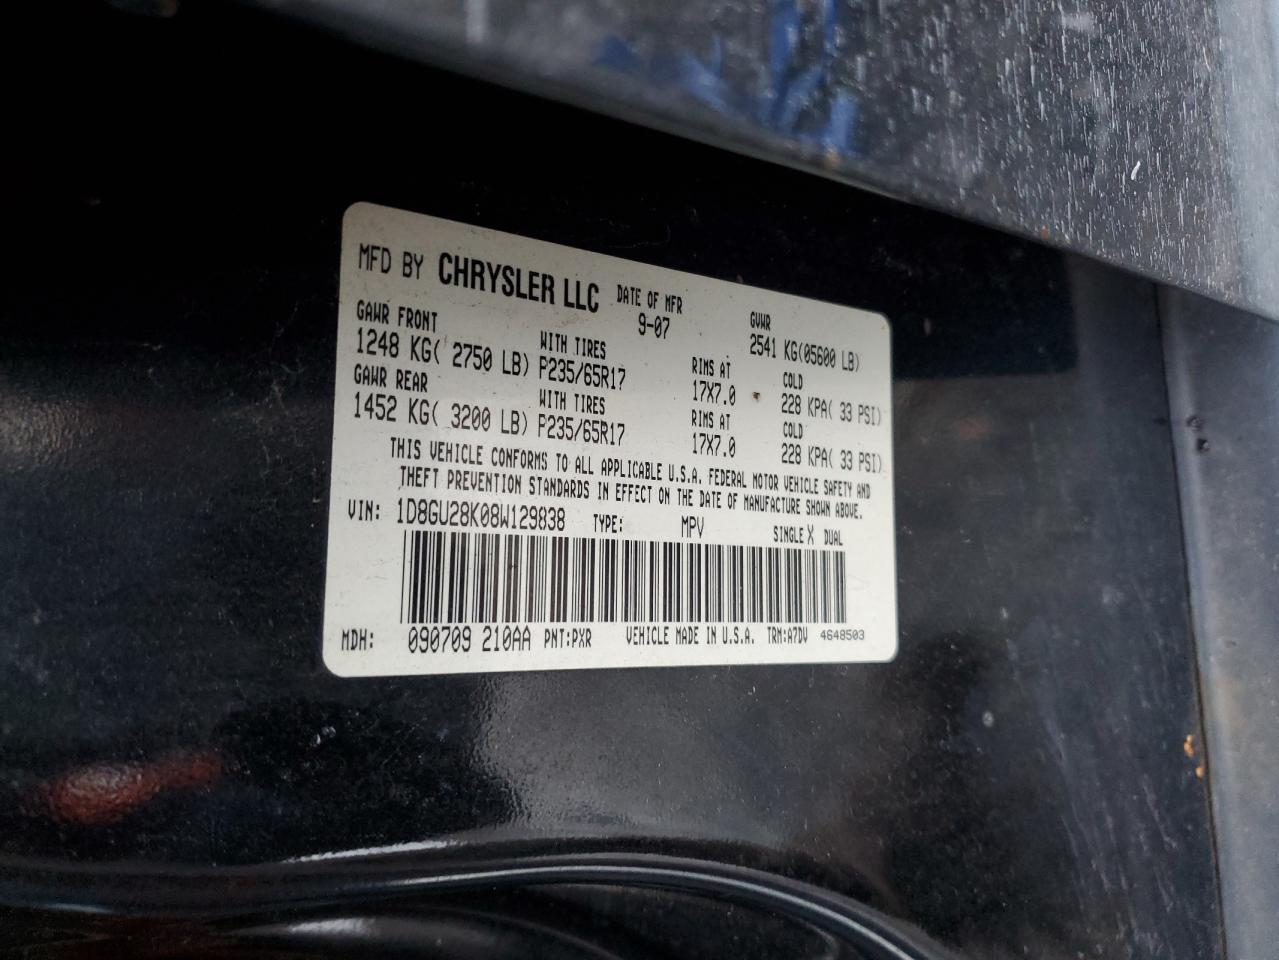 MFD BY CHRYSLER LLC DATE OF MFR GVWR
9-07 2541 KG(05600 LB)
GAWR FRONT WITH TIRES RIMS AT COLD
1248 KG( 2750 LB) P235/65R17 17X7.0 228 KPA( 33 PSI)
GAWR REAR WITH TIRES RIMS AT COLD
1452 KG( 3200 LB) P235/65R17 17X7.0 228 KPA( 33 PSI)
THIS VEHICLE CONFORMS TO ALL APPLICABLE U.S.A. FEDERAL MOTOR VEHICLE SAFETY AND
THEFT PREVENTION STANDARDS IN EFFECT ON THE DATE OF MANUFACTURE SHOWN ABOVE.
VIN: 1D8GU28K08W129838 TYPE: MPV SINGLE X DUAL
MDH: 090709 210AA PNT:PXR VEHICLE MADE IN U.S.A. TRM:A7DV 4648503